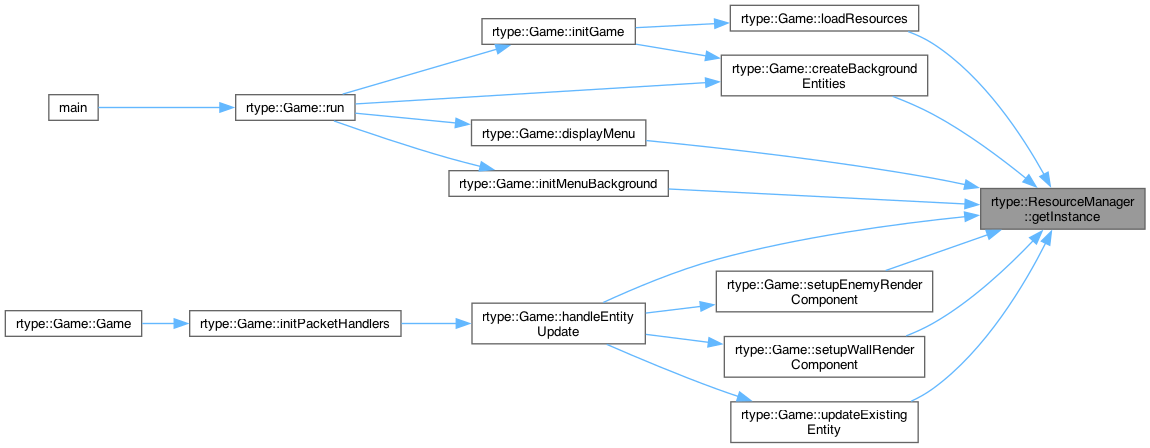 rtype::Game::loadResources
rtype::Game::initGame
rtype::Game::createBackground
Entities
main
rtype::Game::run
rtype::Game::displayMenu
rtype::Game::initMenuBackground
rtype::ResourceManager
::getInstance
rtype::Game::setupEnemyRender
Component
rtype::Game::Game
rtype::Game::initPacketHandlers
rtype::Game::handleEntity
Update
rtype::Game::setupWallRender
Component
rtype::Game::updateExisting
Entity